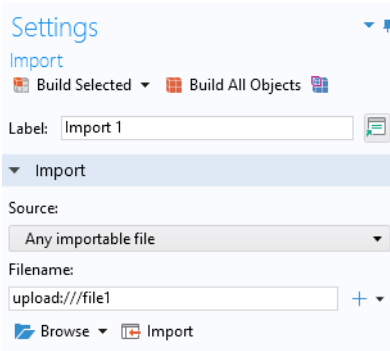 Settings
Import
Build Selected Build All Objects
Label: Import 1
Import
Source:
Any importable file
Filename:
upload:///file1
Browse Import